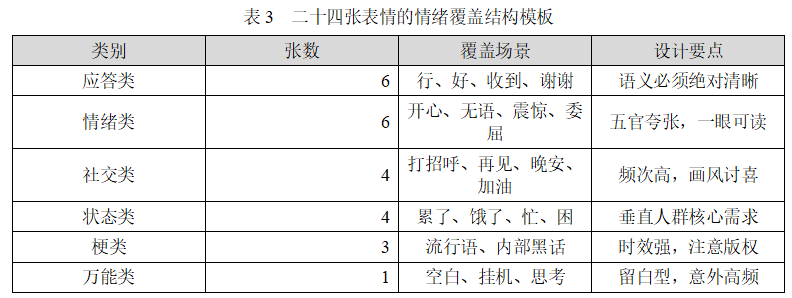 表 3 二十四张表情的情绪覆盖结构模板
类别 张数 覆盖场景 设计要点
应答类 6 行、好、收到、谢谢 语义必须绝对清晰
情绪类 6 开心、无语、震惊、委屈 五官夸张，一眼可读
社交类 4 打招呼、再见、晚安、加油 频次高，画风讨喜
状态类 4 累了、饿了、忙、困 垂直人群核心需求
梗类 3 流行语、内部黑话 时效强，注意版权
万能类 1 空白、挂机、思考 留白型，意外高频